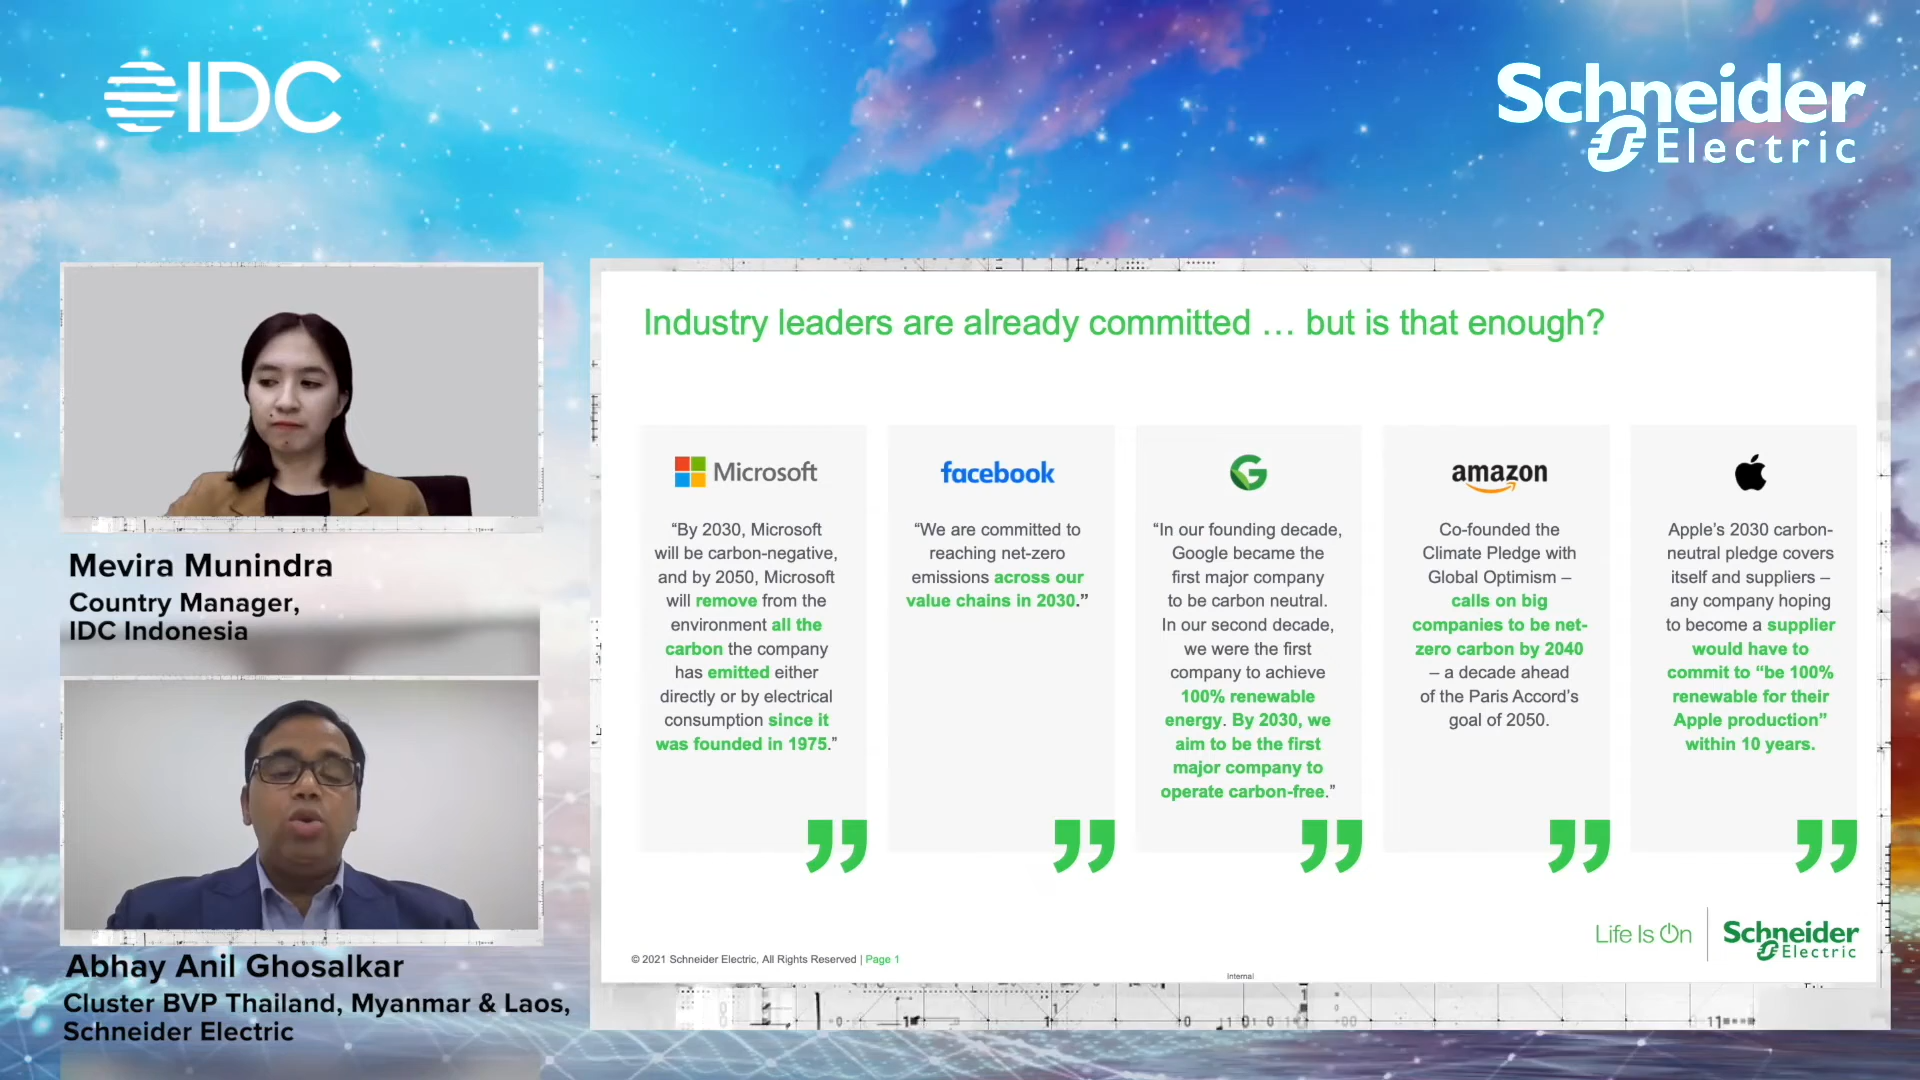 IDC
Schneider
Electric
Mevira Munindra
Country Manager,
IDC Indonesia
Abhay Anil Ghosalkar
Cluster BVP Thailand, Myanmar & Laos,
Schneider Electric
Industry leaders are already committed … but is that enough?
Microsoft
“By 2030, Microsoft
will be carbon-negative,
and by 2050, Microsoft
will remove from the
environment all the
carbon the company
has emitted either
directly or by electrical
consumption since it
was founded in 1975.”
facebook
“We are committed to
reaching net-zero
emissions across our
value chains in 2030.”
G
“In our founding decade,
Google became the
first major company
to be carbon neutral.
In our second decade,
we were the first
company to achieve
100% renewable
energy. By 2030, we
aim to be the first
major company to
operate carbon-free.”
amazon
Co-founded the
Climate Pledge with
Global Optimism –
calls on big
companies to be net-
zero carbon by 2040
– a decade ahead
of the Paris Accord’s
goal of 2050.
Apple’s 2030 carbon-
neutral pledge covers
itself and suppliers –
any company hoping
to become a supplier
would have to
commit to “be 100%
renewable for their
Apple production”
within 10 years.
Life Is On
Schneider
Electric
© 2021 Schneider Electric, All Rights Reserved | Page 1
Internal